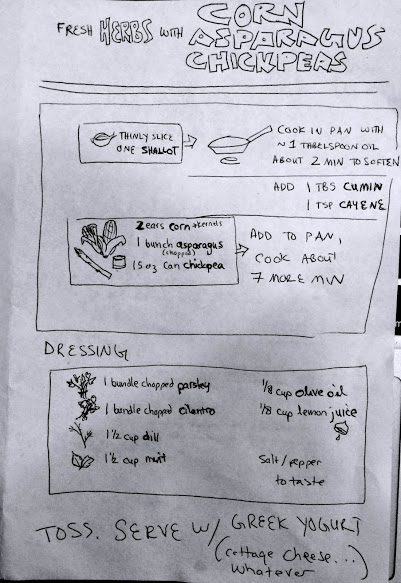 FRESH HERBS WITH CORN
ASPARAGUS
CHICKPERS
THINLY SLICE
ONE SHALLOT
COOK IN PAN WITH
~ 1 TABELSPOON OIL
ABOUT 2 MIN TO SOFTEN
ADD 1 TBS CUMIN
1 TSP CAYENE
2 ears corn → kernels
1 bunch asparagus
(chopped)
15 oz can chickpea
ADD TO PAN,
COOK ABOUT
7 MORE MIN
DRESSING
1 bundle chopped parsley
1 bundle chopped cilantro
1 1/2 cup dill
1 1/2 cup mint
1/8 cup olive oil
1/8 cup lemon juice
Salt/pepper
to taste
TOSS. SERVE W/ GREEK YOGURT
(cottage cheese...
whatever)